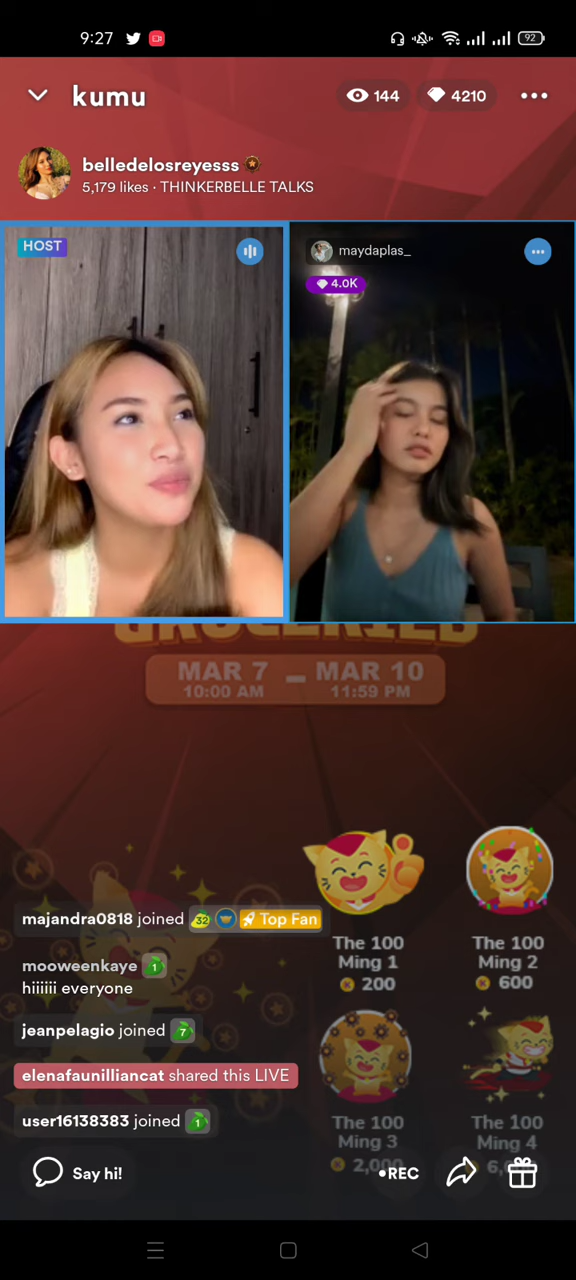 9:27
92
kumu
144
4210
belledelosreyesss
5,179 likes · THINKERBELLE TALKS
HOST
maydaplas_
4.0K
GROCERIED
MAR 7 – MAR 10
10:00 AM 11:59 PM
majandra0818 joined 32 Top Fan
mooweenkaye 1
hiiiiii everyone
jeanpelagio joined 7
elenafaunilliancat shared this LIVE
user16138383 joined 1
The 100 Ming 1
200
The 100 Ming 2
600
The 100 Ming 3
2,000
The 100 Ming 4
Say hi!
•REC